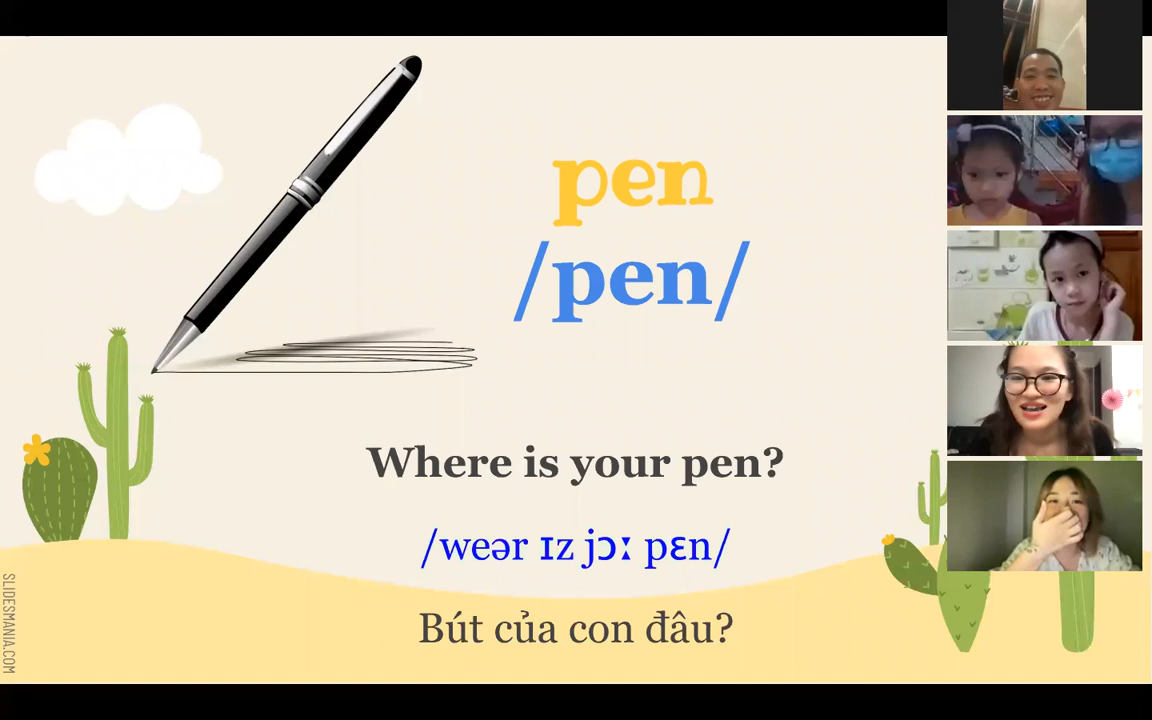 pen
/pen/
Where is your pen?
/weər ɪz jɔː pɛn/
Bút của con đâu?
SLIDESMANIA.COM